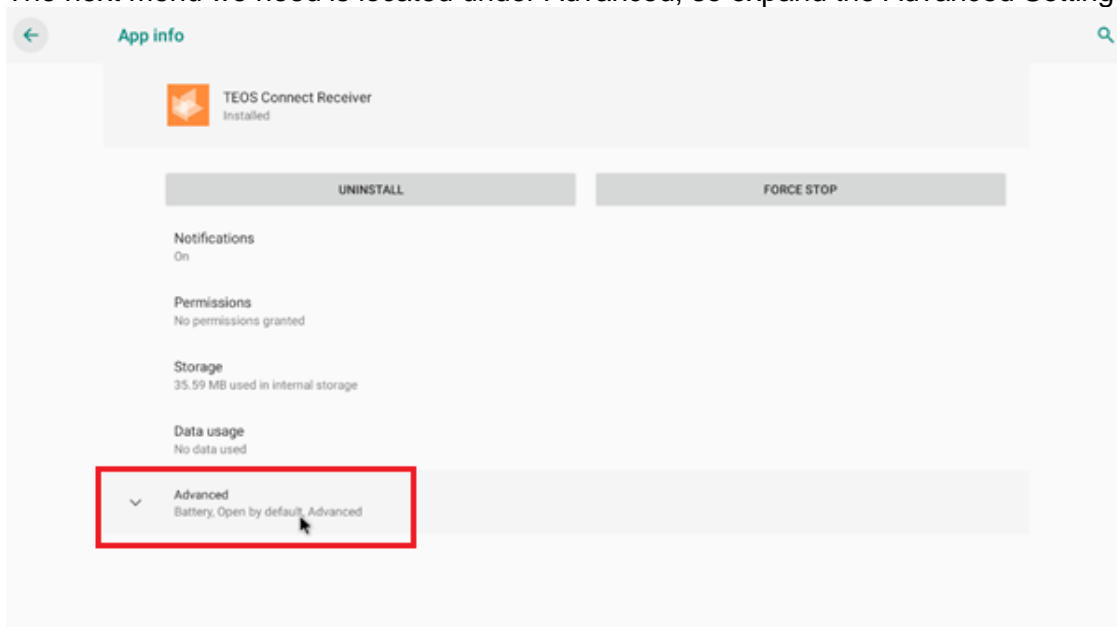 App info
TEOS Connect Receiver
Installed
UNINSTALL
FORCE STOP
Notifications
On
Permissions
No permissions granted
Storage
35.59 MB used in internal storage
Data usage
No data used
Advanced
Battery, Open by default, Advanced